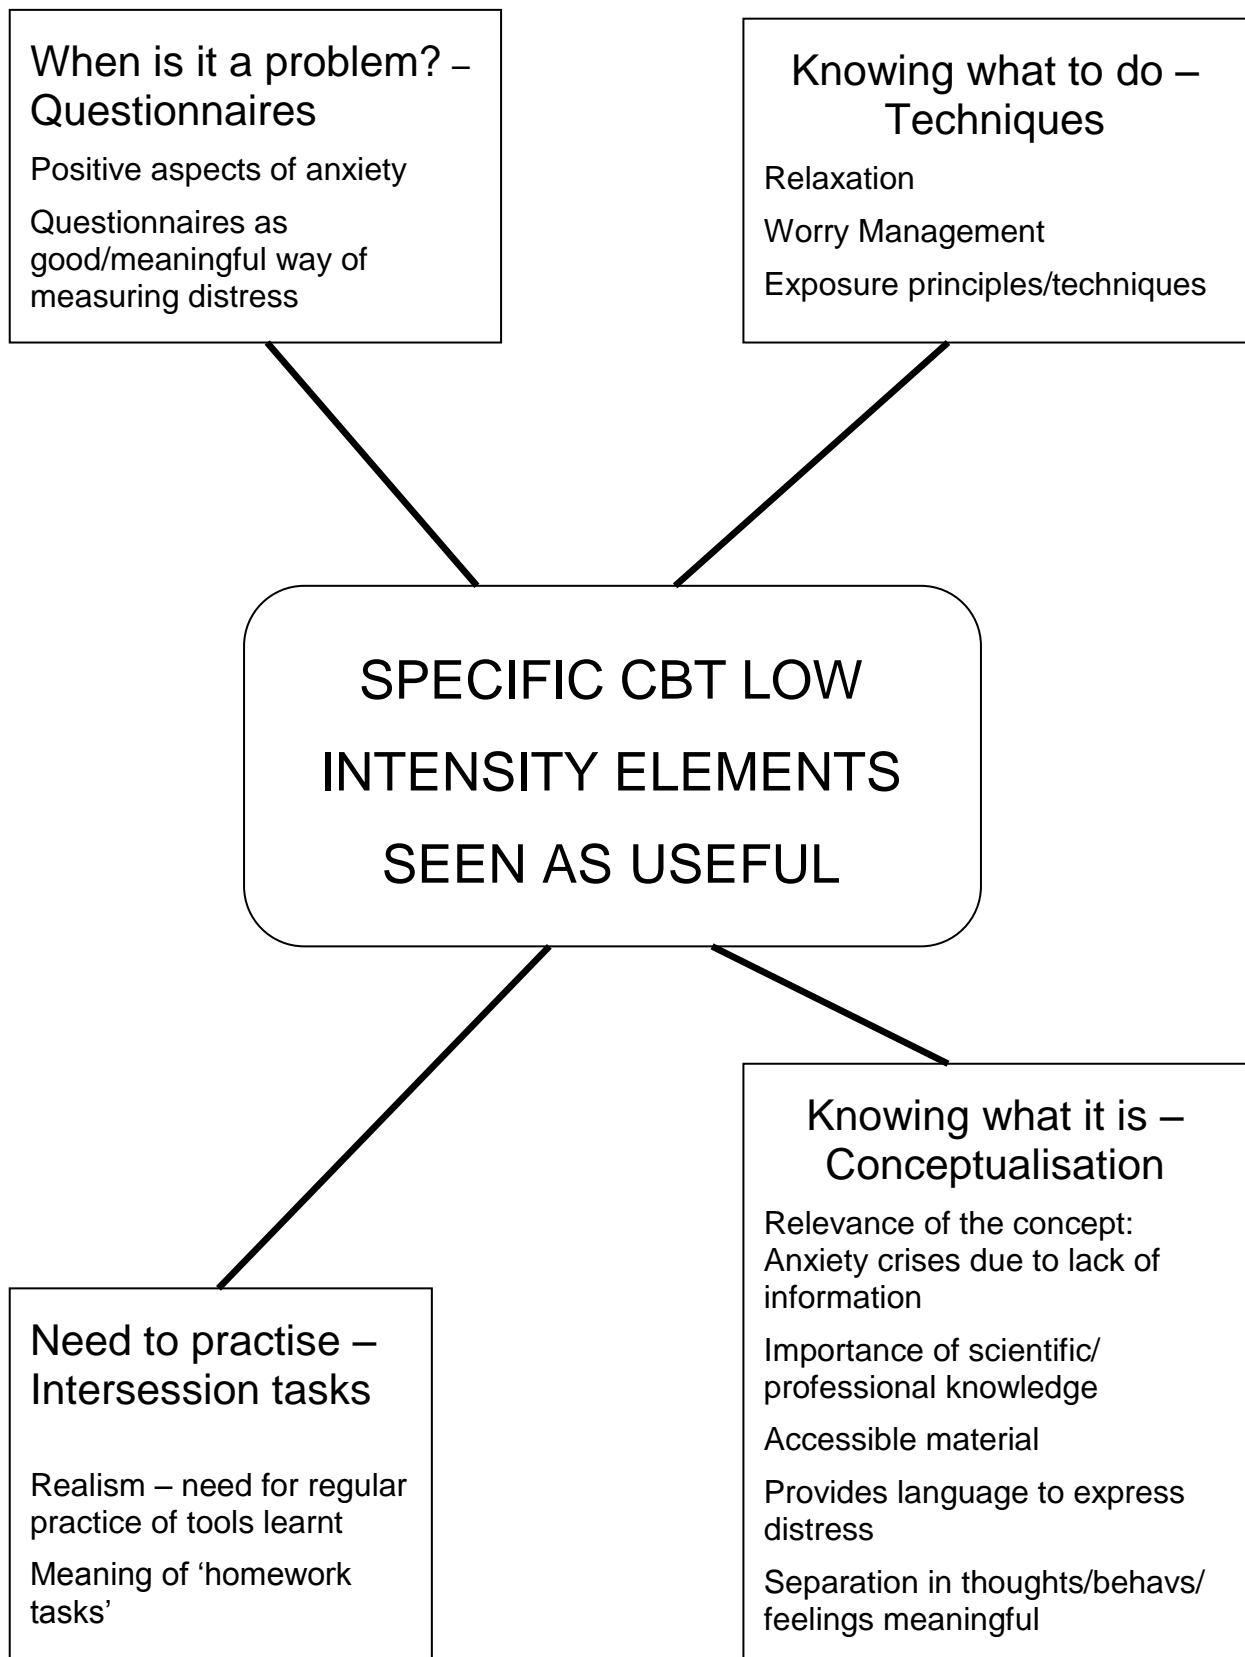 When is it a problem? –
Questionnaires
Positive aspects of anxiety
Questionnaires as
good/meaningful way of
measuring distress
Knowing what to do –
Techniques
Relaxation
Worry Management
Exposure principles/techniques
SPECIFIC CBT LOW
INTENSITY ELEMENTS
SEEN AS USEFUL
Need to practise –
Intersession tasks
Realism – need for regular
practice of tools learnt
Meaning of ‘homework
tasks’
Knowing what it is –
Conceptualisation
Relevance of the concept:
Anxiety crises due to lack of
information
Importance of scientific/
professional knowledge
Accessible material
Provides language to express
distress
Separation in thoughts/behavs/
feelings meaningful